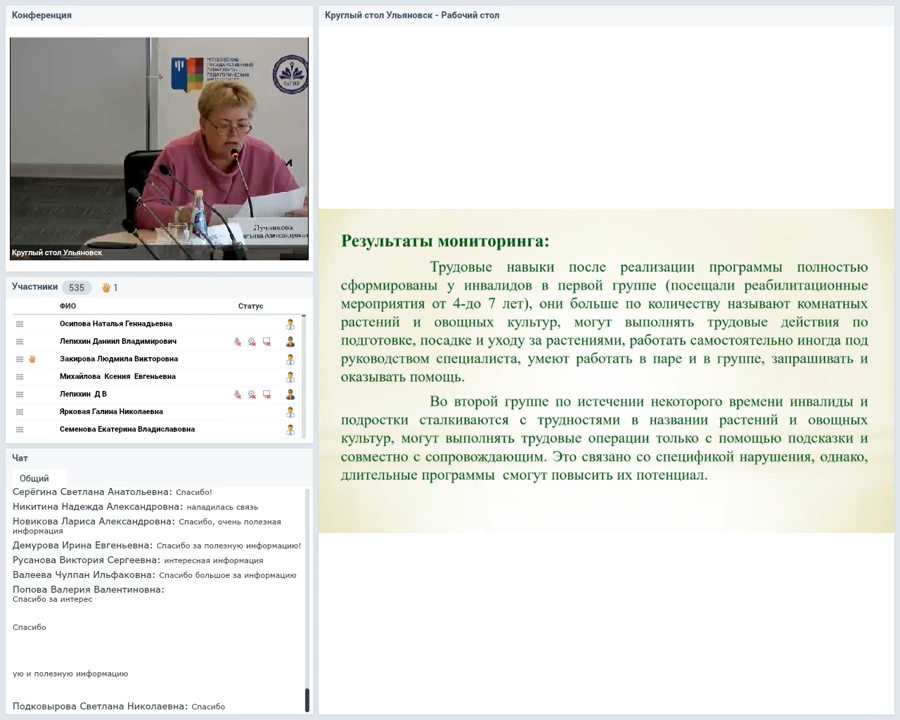 Конференция
МОСКОВСКИЙ
ГОСУДАРСТВЕННЫЙ
ПСИХОЛОГО-
ПЕДАГОГИЧЕСКИЙ
Лучникова
Круглый стол Ульяновск
Участники 535 1
ФИО Статус
Осипова Наталья Геннадьевна
Лепихин Даниил Владимирович
Закирова Людмила Викторовна
Михайлова Ксения Евгеньевна
Лепихин Д В
Ярковая Галина Николаевна
Семенова Екатерина Владиславовна
Чат
Общий
Серёгина Светлана Анатольевна: Спасибо!
Никитина Надежда Александровна: наладилась связь
Новикова Лариса Александровна: Спасибо, очень полезная
информация
Демурова Ирина Евгеньевна: Спасибо за полезную информацию!
Русанова Виктория Сергеевна: интересная информация
Валеева Чулпан Ильфаковна: Спасибо большое за информацию
Попова Валерия Валентиновна:
Спасибо за интерес
Спасибо
ую и полезную информацию
Подковырова Светлана Николаевна: Спасибо
Круглый стол Ульяновск - Рабочий стол
Результаты мониторинга:
Трудовые навыки после реализации программы полностью
сформированы у инвалидов в первой группе (посещали реабилитационные
мероприятия от 4-до 7 лет), они больше по количеству называют комнатных
растений и овощных культур, могут выполнять трудовые действия по
подготовке, посадке и уходу за растениями, работать самостоятельно иногда под
руководством специалиста, умеют работать в паре и в группе, запрашивать и
оказывать помощь.
Во второй группе по истечении некоторого времени инвалиды и
подростки сталкиваются с трудностями в названии растений и овощных
культур, могут выполнять трудовые операции только с помощью подсказки и
совместно с сопровождающим. Это связано со спецификой нарушения, однако,
длительные программы смогут повысить их потенциал.